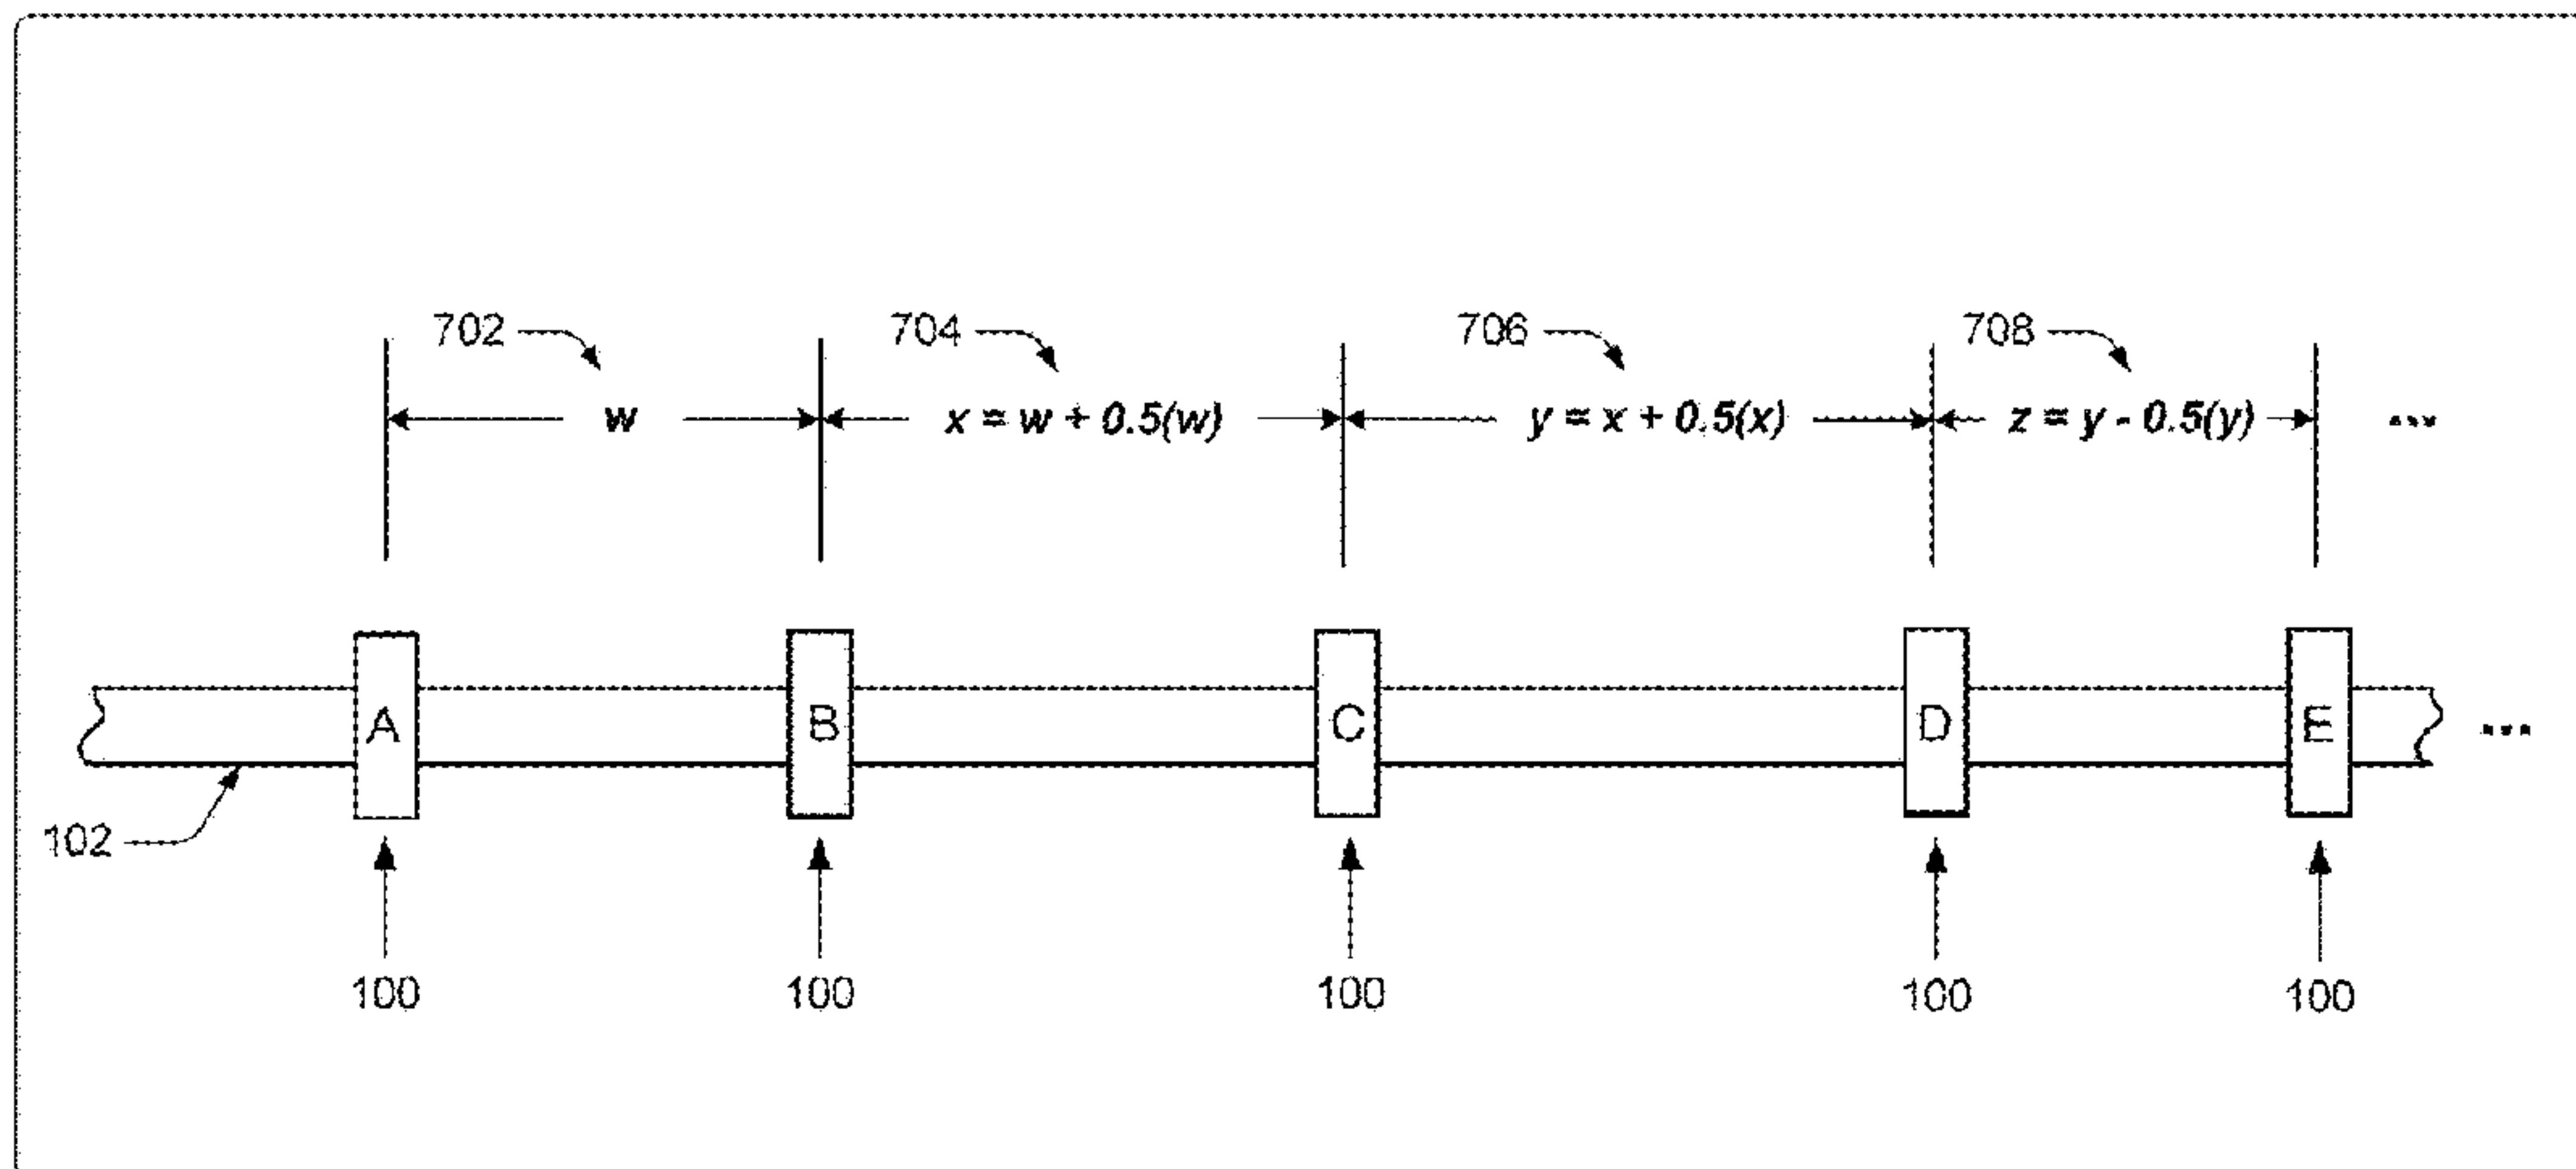 702 704 706 708
w x = w + 0.5(w) y = x + 0.5(x) z = y - 0.5(y) ...
A B C D E ...
102
100 100 100 100 100